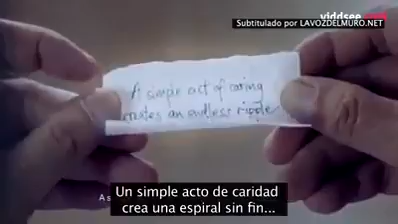 viddsee
Subtitulado por LAVOZDELMURO.NET
A simple act of caring
creates an endless ripple
A s
Un simple acto de caridad
crea una espiral sin fin...